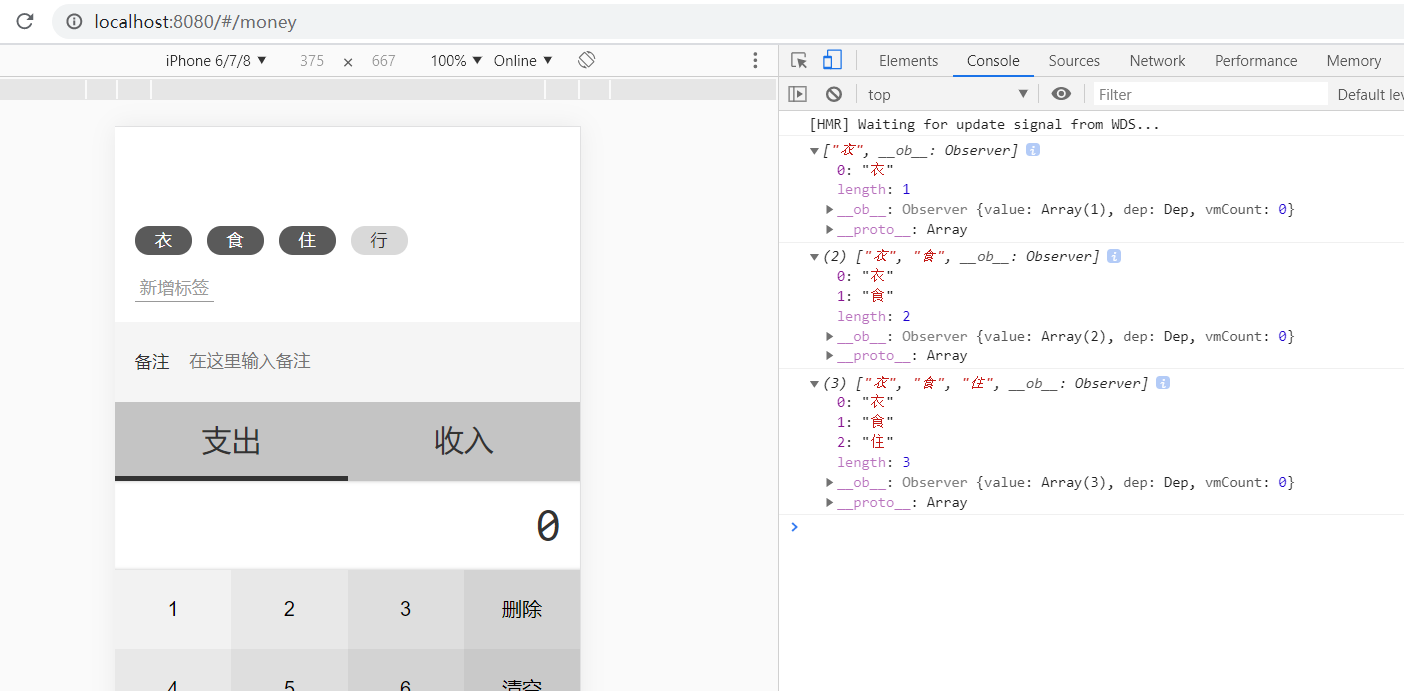 localhost:8080/#/money
iPhone 6/7/8 ▼ 375 × 667 100% ▼ Online ▼
Elements Console Sources Network Performance Memory
top ▼ Filter Default lev
衣 食 住 行
新增标签
备注 在这里输入备注
支出 收入
0
1 2 3 删除
4 5 6 清空
[HMR] Waiting for update signal from WDS...
▼["衣", __ob__: Observer] i
0: "衣"
length: 1
▶__ob__: Observer {value: Array(1), dep: Dep, vmCount: 0}
▶__proto__: Array
▼(2) ["衣", "食", __ob__: Observer] i
0: "衣"
1: "食"
length: 2
▶__ob__: Observer {value: Array(2), dep: Dep, vmCount: 0}
▶__proto__: Array
▼(3) ["衣", "食", "住", __ob__: Observer] i
0: "衣"
1: "食"
2: "住"
length: 3
▶__ob__: Observer {value: Array(3), dep: Dep, vmCount: 0}
▶__proto__: Array
>